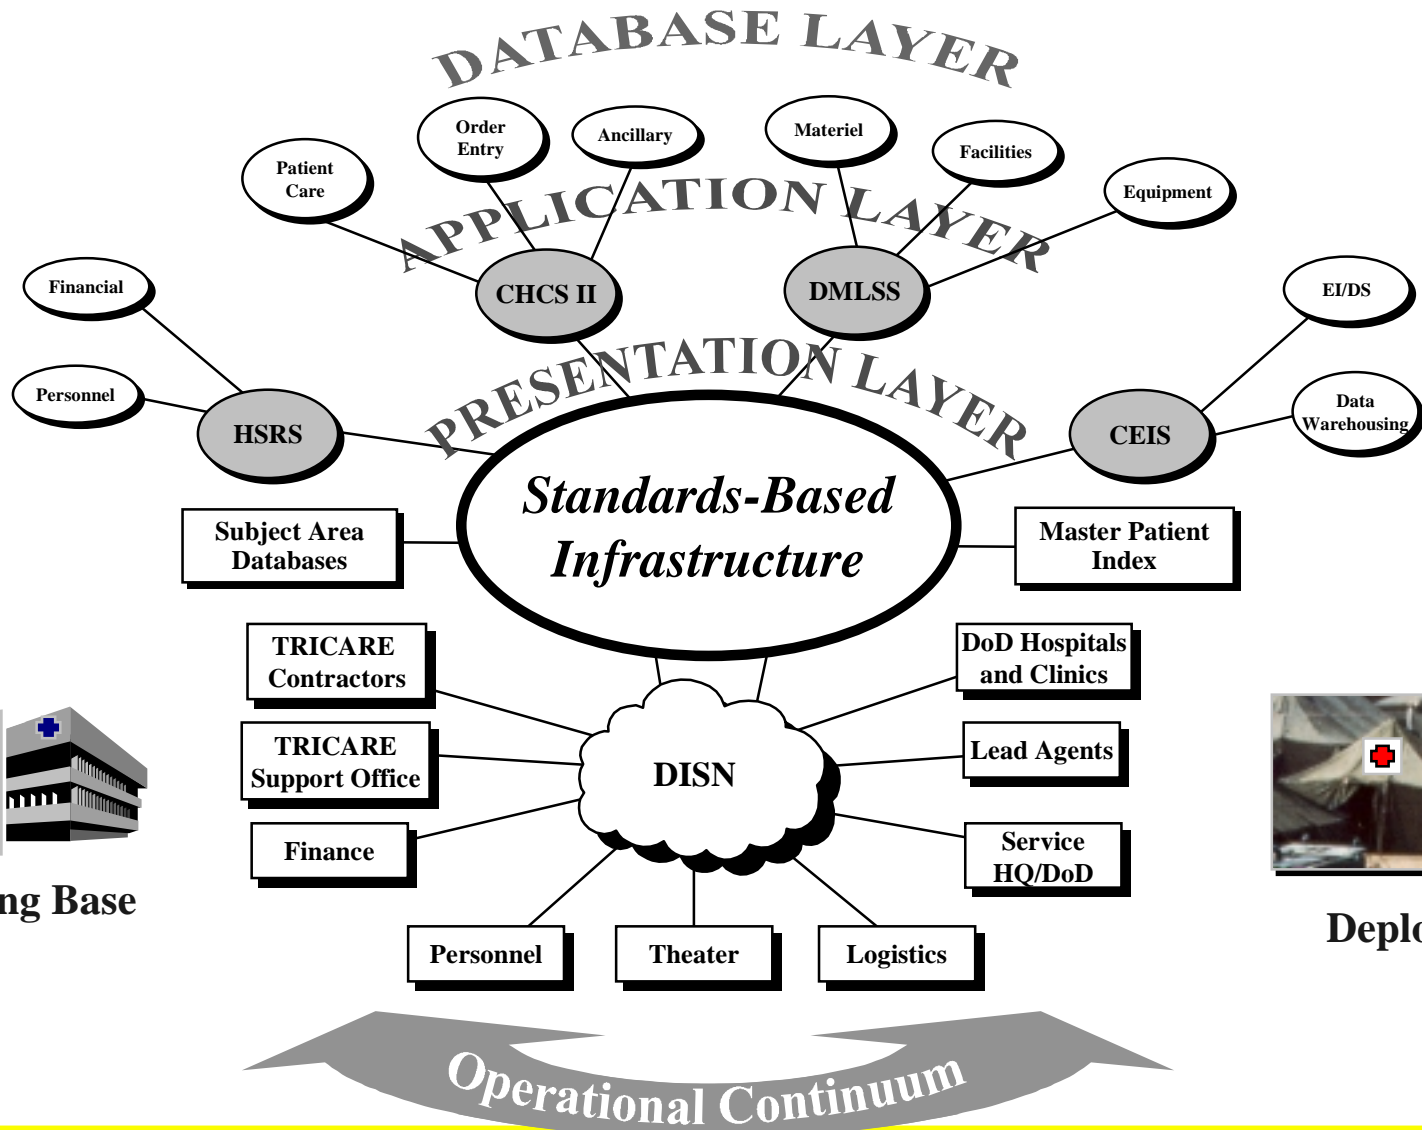 DATABASE LAYER
Order
Entry
Ancillary
Materiel
Facilities
Patient
Care
Equipment
APPLICATION LAYER
Financial
CHCS II
DMLSS
EI/DS
PRESENTATION LAYER
Personnel
HSRS
CEIS
Data
Warehousing
Standards-Based
Infrastructure
Subject Area
Databases
Master Patient
Index
TRICARE
Contractors
DoD Hospitals
and Clinics
TRICARE
Support Office
DISN
Lead Agents
Finance
Service
HQ/DoD
ng Base
Deplo
Personnel
Theater
Logistics
Operational Continuum